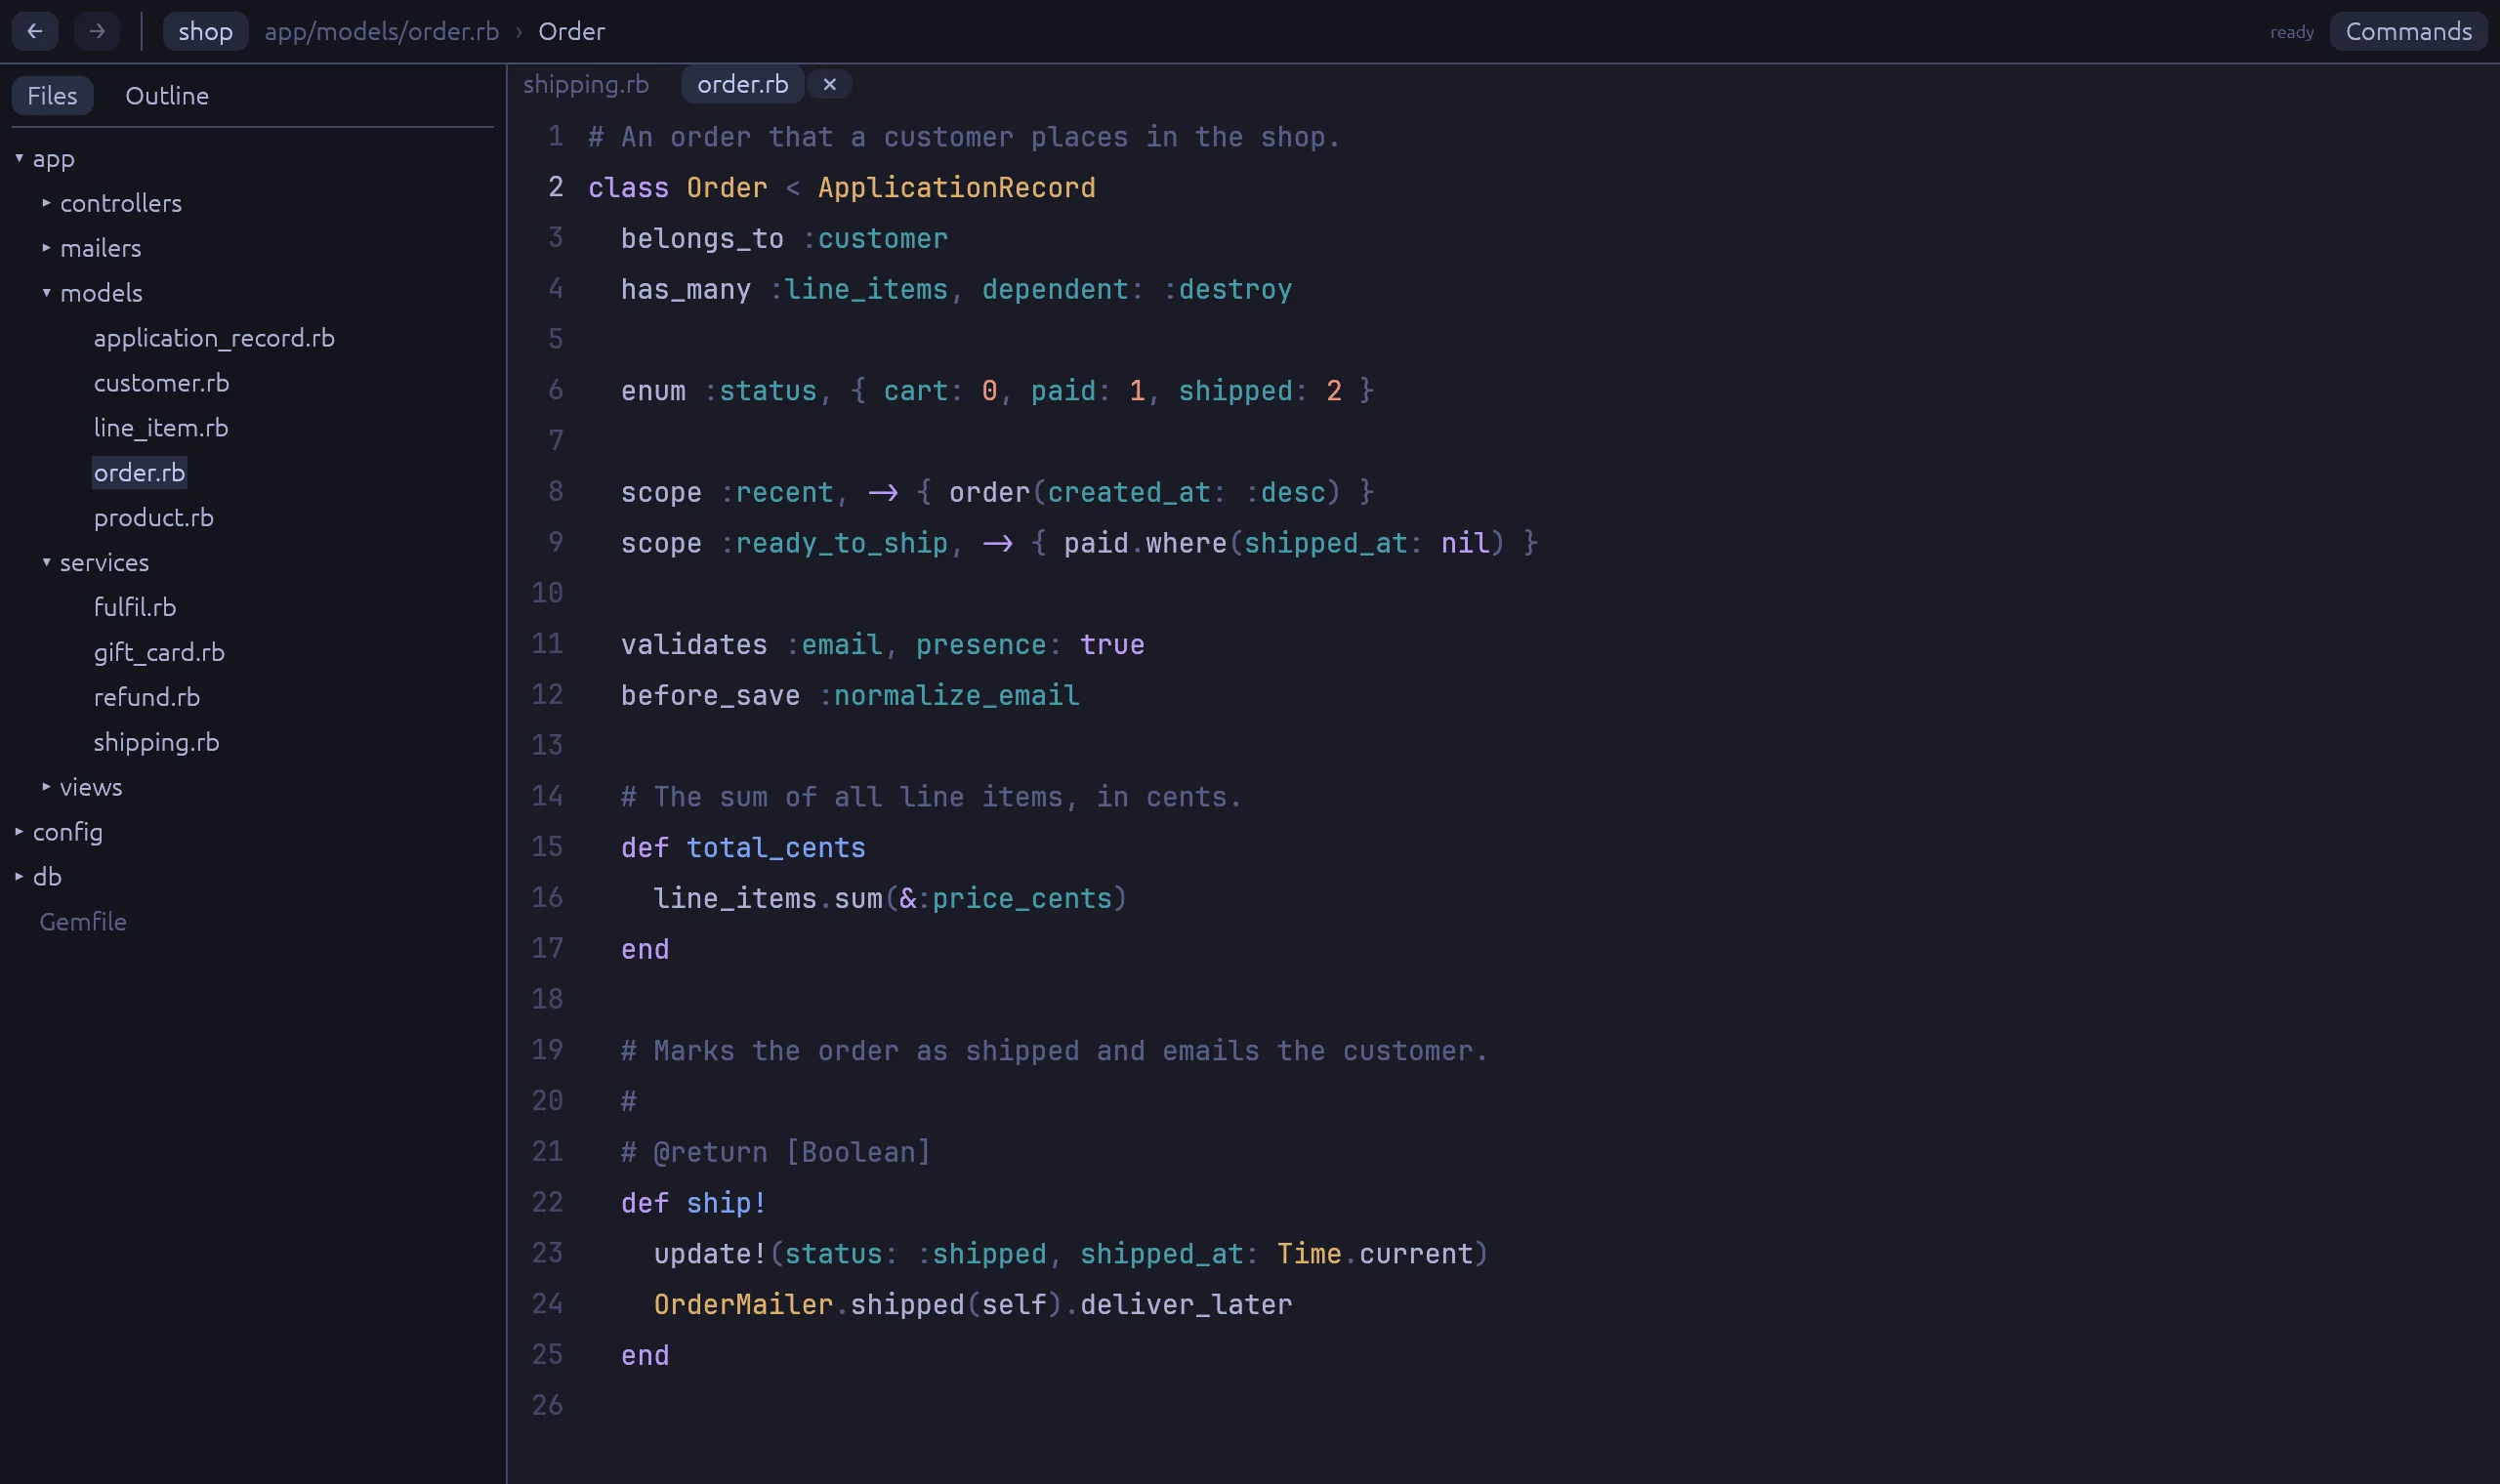 ← → shop app/models/order.rb › Order ready Commands
Files Outline
▾ app
▸ controllers
▸ mailers
▾ models
application_record.rb
customer.rb
line_item.rb
order.rb
product.rb
▾ services
fulfil.rb
gift_card.rb
refund.rb
shipping.rb
▸ views
▸ config
▸ db
Gemfile
shipping.rb order.rb ×
1 # An order that a customer places in the shop.
2 class Order < ApplicationRecord
3   belongs_to :customer
4   has_many :line_items, dependent: :destroy
5
6   enum :status, { cart: 0, paid: 1, shipped: 2 }
7
8   scope :recent, -> { order(created_at: :desc) }
9   scope :ready_to_ship, -> { paid.where(shipped_at: nil) }
10
11   validates :email, presence: true
12   before_save :normalize_email
13
14   # The sum of all line items, in cents.
15   def total_cents
16     line_items.sum(&:price_cents)
17   end
18
19   # Marks the order as shipped and emails the customer.
20   #
21   # @return [Boolean]
22   def ship!
23     update!(status: :shipped, shipped_at: Time.current)
24     OrderMailer.shipped(self).deliver_later
25   end
26